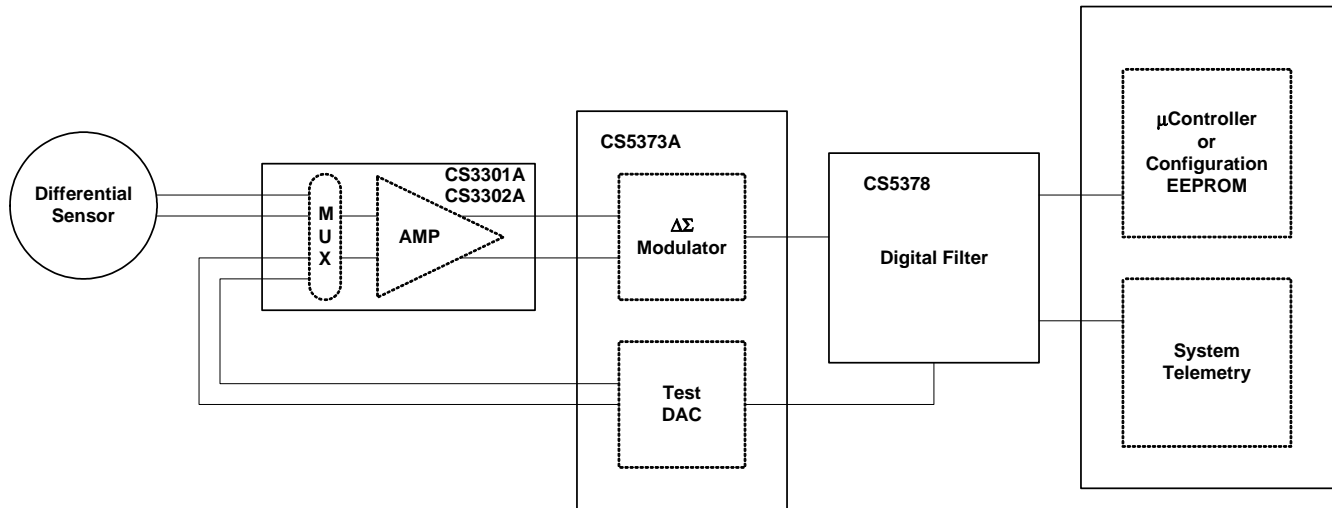 Differential
Sensor
CS3301A
CS3302A
M
U
X
AMP
CS5373A
ΔΣ
Modulator
Test
DAC
CS5378
Digital Filter
μController
or
Configuration
EEPROM
System
Telemetry